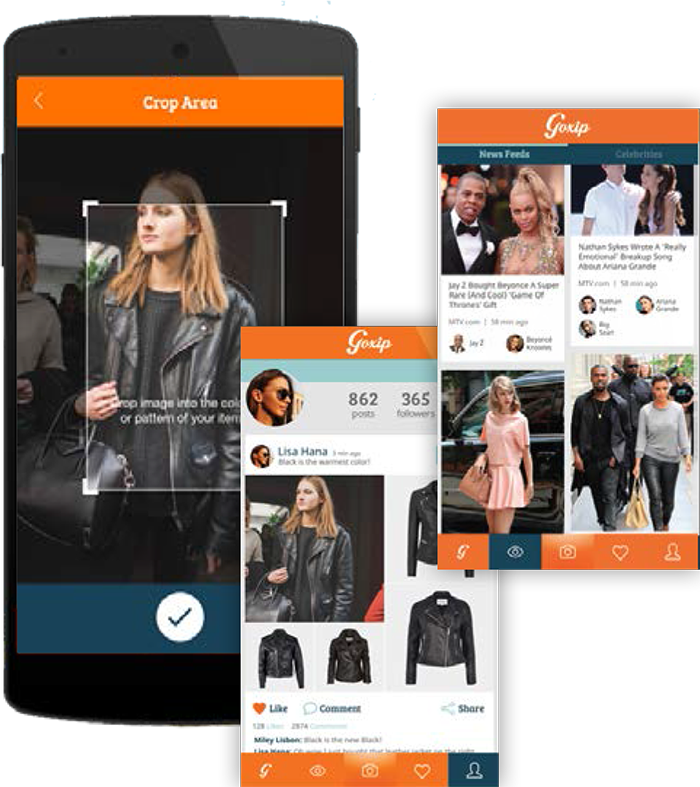 Crop Area
Crop image into the
or pattern of your item
Goxip
862
posts
365
followers
Lisa Hana 3 min ago
Black is the warmest color!
Like
Comment
Share
128 Likes 2974 Comments
Miley Lisbon: Black is the new Black!
Lisa Hana: Oh wow I just bought that leather jacket on the right
Goxip
News Feeds
Celebrities
Jay Z Bought Beyonce A Super
Rare (And Cool) 'Game Of
Thrones' Gift
MTV.com | 58 min ago
Jay Z
Beyoncé
Knowles
Nathan Sykes Wrote A 'Really
Emotional' Breakup Song
About Ariana Grande
MTV.com | 58 min ago
Nathan
Sykes
Ariana
Grande
Big
Sean